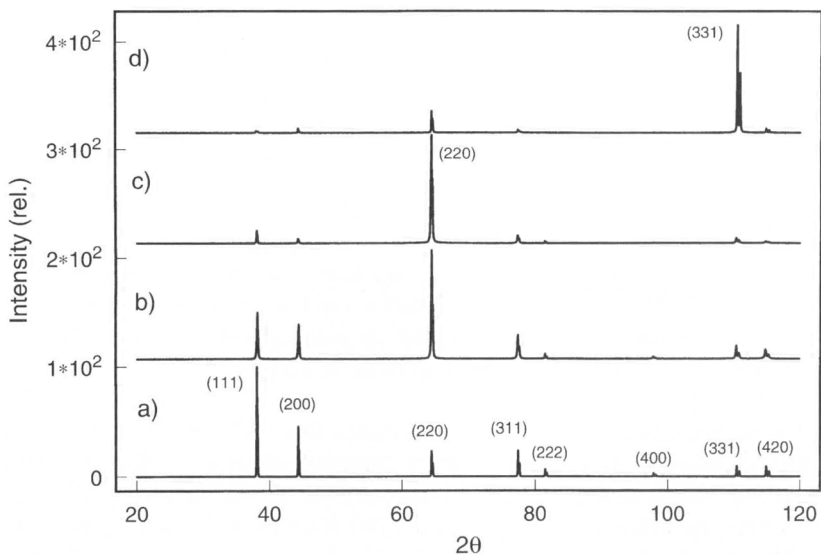 4*10²
d)
(331)
3*10²
(220)
c)
Intensity (rel.)
2*10²
b)
1*10²
(111)
a)
(200)
(220)
(311)
(222)
(400)
(331)
(420)
0
20 40 60 80 100 120
2θ